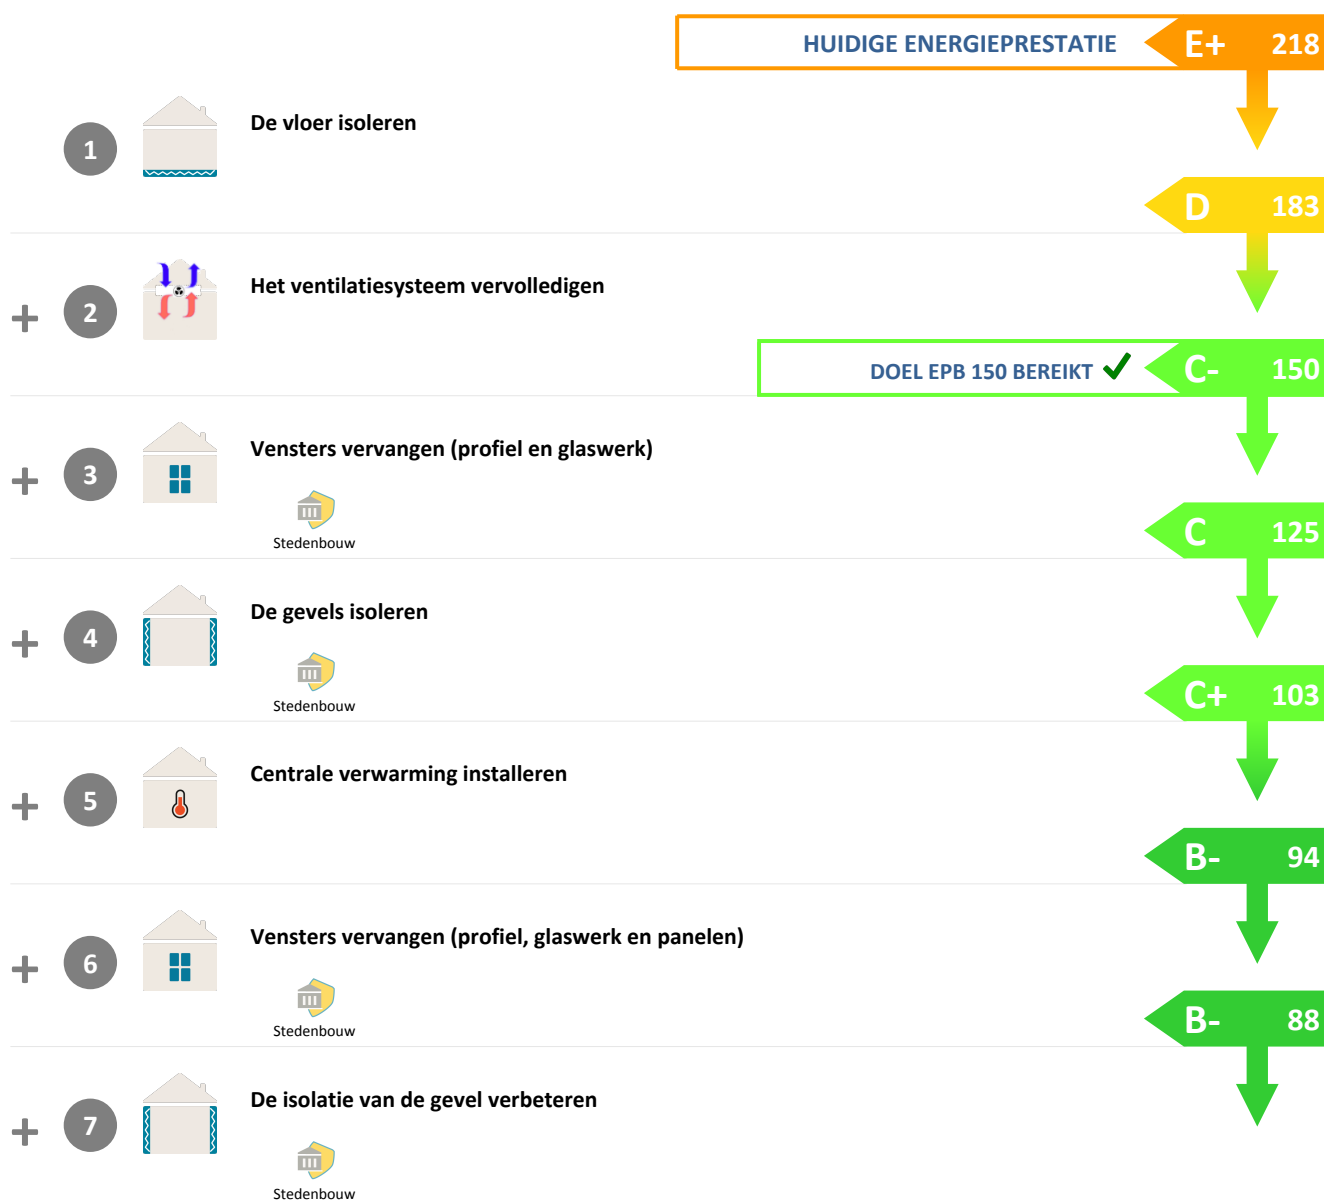 HUIDIGE ENERGIEPRESTATIE E+ 218
1 De vloer isoleren
D 183
+ 2 Het ventilatiesysteem vervolledigen
DOEL EPB 150 BEREIKT ✓ C- 150
+ 3 Vensters vervangen (profiel en glaswerk)
Stedenbouw
C 125
+ 4 De gevels isoleren
Stedenbouw
C+ 103
+ 5 Centrale verwarming installeren
B- 94
+ 6 Vensters vervangen (profiel, glaswerk en panelen)
Stedenbouw
B- 88
+ 7 De isolatie van de gevel verbeteren
Stedenbouw